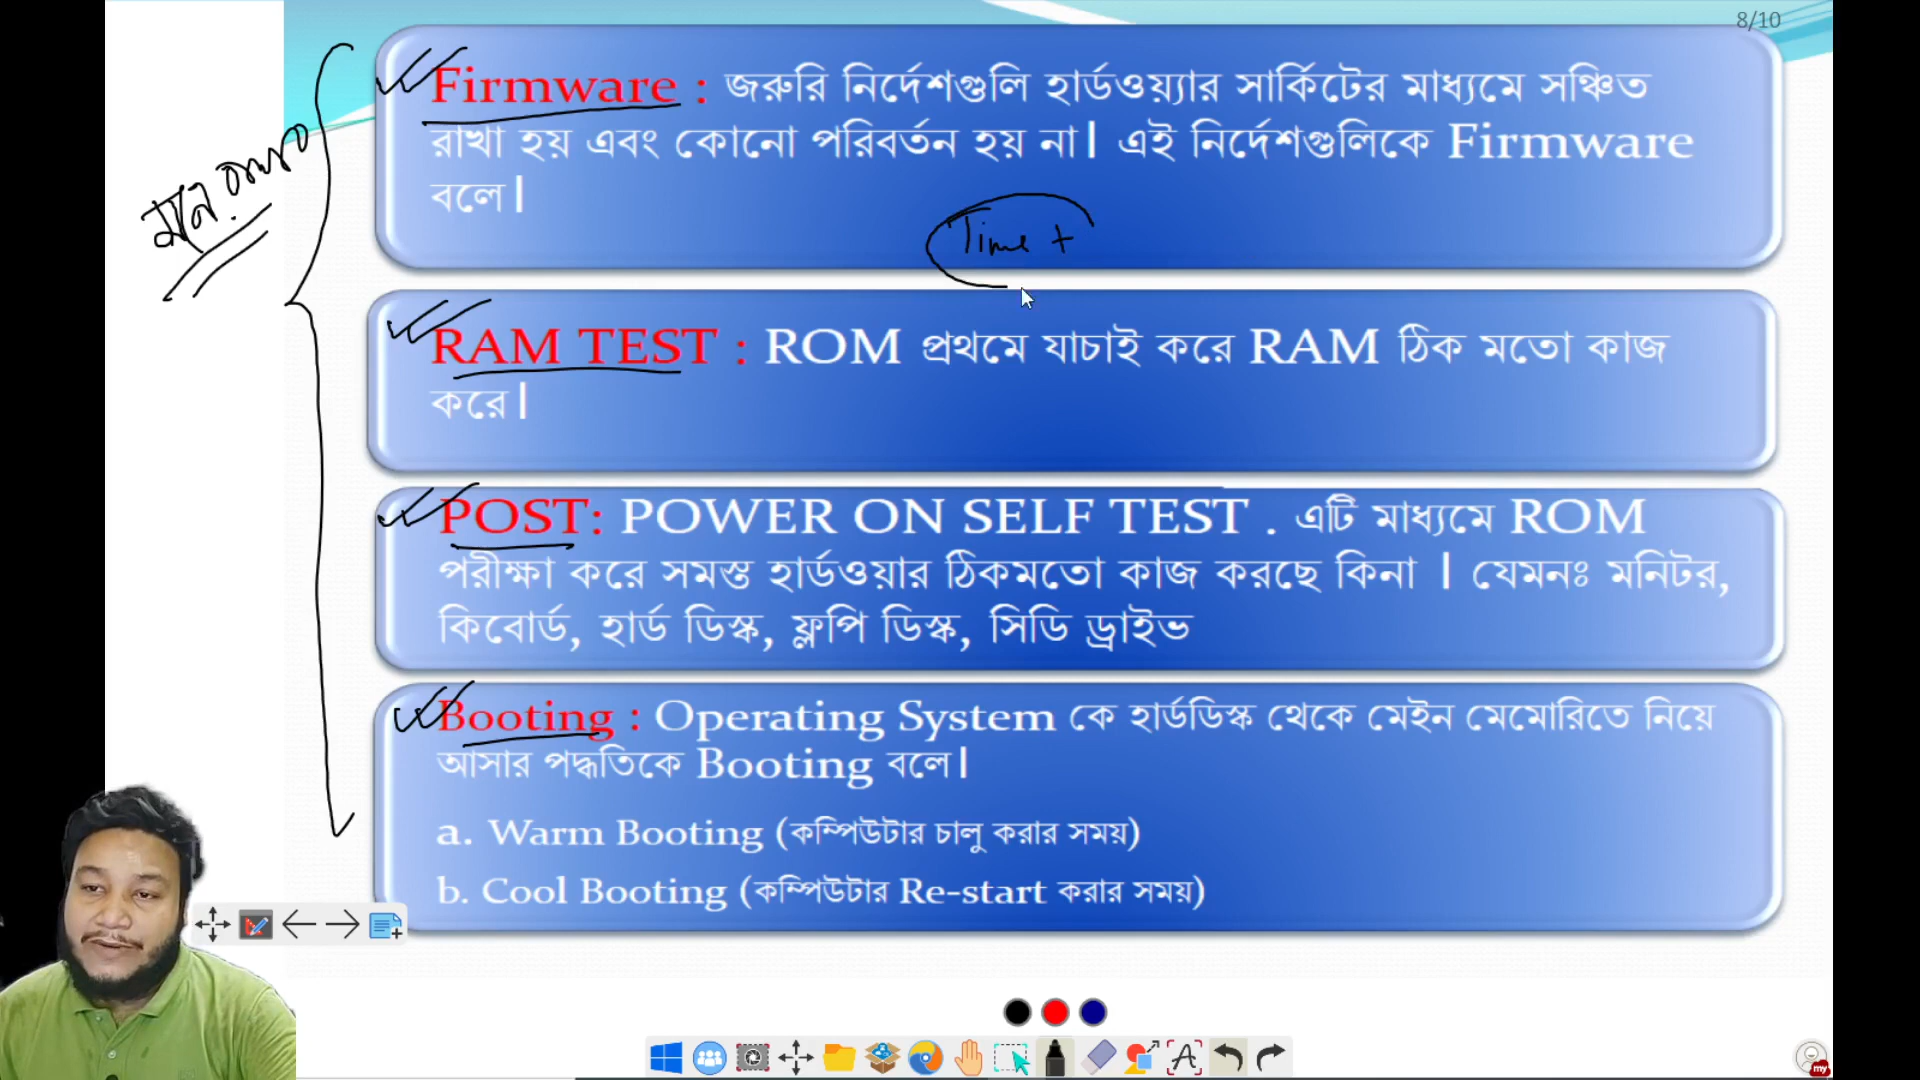 8/10
Firmware : জরুরি নির্দেশগুলি হার্ডওয়্যার সার্কিটের মাধ্যমে সঞ্চিত
রাখা হয় এবং কোনো পরিবর্তন হয় না। এই নির্দেশগুলিকে Firmware
বলে।
Time +
RAM TEST : ROM প্রথমে যাচাই করে RAM ঠিক মতো কাজ
করে।
POST: POWER ON SELF TEST . এটি মাধ্যমে ROM
পরীক্ষা করে সমস্ত হার্ডওয়ার ঠিকমতো কাজ করছে কিনা । যেমনঃ মনিটর,
কিবোর্ড, হার্ড ডিস্ক, ফ্লপি ডিস্ক, সিডি ড্রাইভ
Booting : Operating System কে হার্ডডিস্ক থেকে মেইন মেমোরিতে নিয়ে
আসার পদ্ধতিকে Booting বলে।
a. Warm Booting (কম্পিউটার চালু করার সময়)
b. Cool Booting (কম্পিউটার Re-start করার সময়)
my